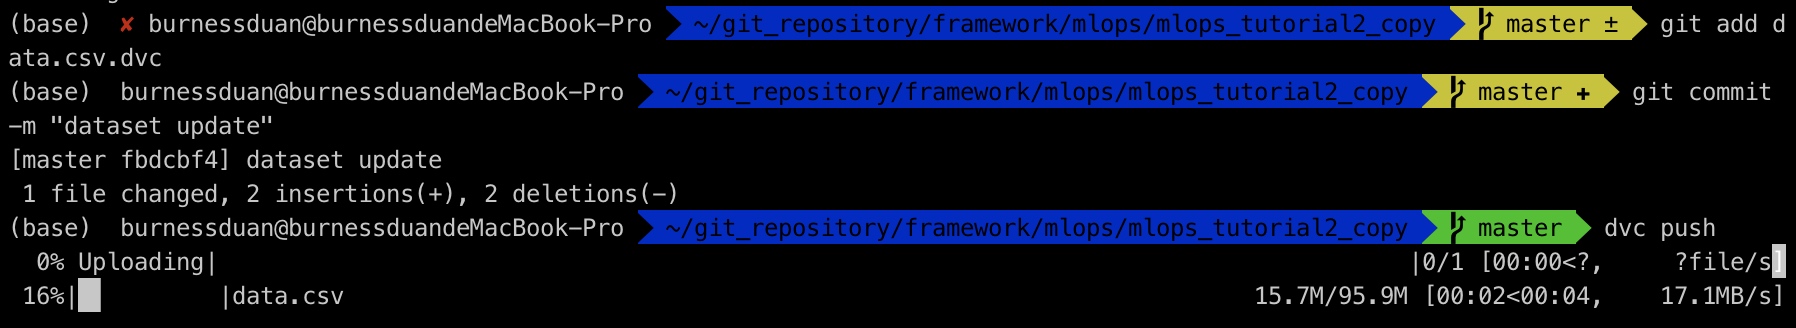 (base) ✘ burnessduan@burnessduandeMacBook-Pro ~/git_repository/framework/mlops/mlops_tutorial2_copy master ± git add d
ata.csv.dvc
(base) burnessduan@burnessduandeMacBook-Pro ~/git_repository/framework/mlops/mlops_tutorial2_copy master ✚ git commit
-m "dataset update"
[master fbdcbf4] dataset update
1 file changed, 2 insertions(+), 2 deletions(-)
(base) burnessduan@burnessduandeMacBook-Pro ~/git_repository/framework/mlops/mlops_tutorial2_copy master dvc push
0% Uploading| |0/1 [00:00<?, ?file/s]
16%|█ |data.csv 15.7M/95.9M [00:02<00:04, 17.1MB/s]